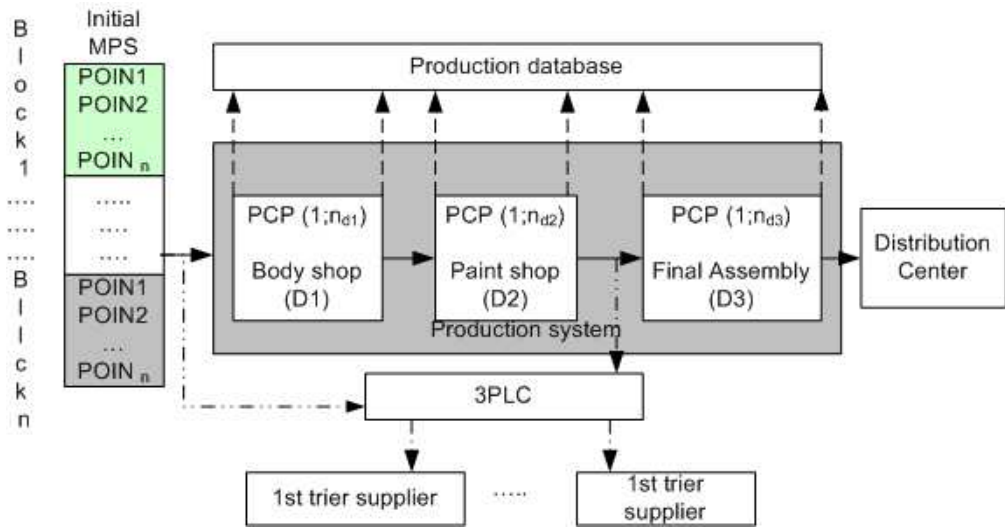 Block1
....
....
....
Bllckn
Initial
MPS
POIN1
POIN2
...
POIN n
.....
....
....
POIN1
POIN2
...
POIN n
Production database
PCP (1;nd1)
Body shop
(D1)
PCP (1;nd2)
Paint shop
(D2)
PCP (1;nd3)
Final Assembly
(D3)
Production system
Distribution
Center
3PLC
1st trier supplier
.....
1st trier
supplier